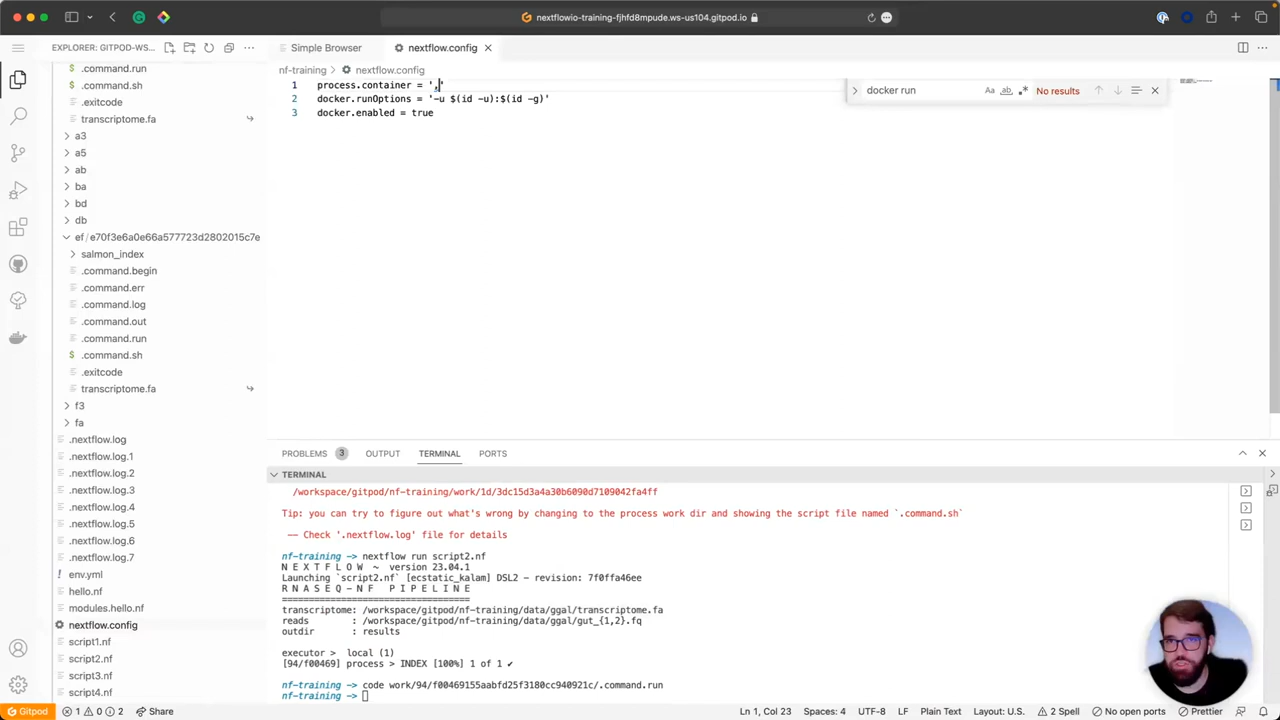 nextflowio-training-fjhfd8mpude.ws-us104.gitpod.io
EXPLORER: GITPOD-WS...
Simple Browser
nextflow.config
nf-training > nextflow.config
.command.run
.command.sh
.exitcode
transcriptome.fa
a3
a5
ab
ba
bd
db
ef/e70f3e6a0e66a577723d2802015c7e
salmon_index
.command.begin
.command.err
.command.log
.command.out
.command.run
.command.sh
.exitcode
transcriptome.fa
f3
fa
.nextflow.log
.nextflow.log.1
.nextflow.log.2
.nextflow.log.3
.nextflow.log.4
.nextflow.log.5
.nextflow.log.6
.nextflow.log.7
env.yml
hello.nf
modules.hello.nf
nextflow.config
script1.nf
script2.nf
script3.nf
script4.nf
1 process.container = ','
2 docker.runOptions = '-u $(id -u):$(id -g)'
3 docker.enabled = true
docker run
Aa ab .* No results
PROBLEMS 3 OUTPUT TERMINAL PORTS
TERMINAL
/workspace/gitpod/nf-training/work/1d/3dc15d3a4a30b6090d7109042fa4ff
Tip: you can try to figure out what's wrong by changing to the process work dir and showing the script file named `.command.sh`
-- Check '.nextflow.log' file for details
nf-training -> nextflow run script2.nf
N E X T F L O W ~ version 23.04.1
Launching `script2.nf` [ecstatic_kalam] DSL2 - revision: 7f0ffa46ee
R N A S E Q - N F P I P E L I N E
===================================
transcriptome: /workspace/gitpod/nf-training/data/ggal/transcriptome.fa
reads : /workspace/gitpod/nf-training/data/ggal/gut_{1,2}.fq
outdir : results
executor > local (1)
[94/f00469] process > INDEX [100%] 1 of 1 ✔
nf-training -> code work/94/f00469155aabfd25f3180cc940921c/.command.run
nf-training ->
Gitpod 1 0 2 Share
Ln 1, Col 23 Spaces: 4 UTF-8 LF Plain Text Layout: U.S. 2 Spell No open ports Prettier